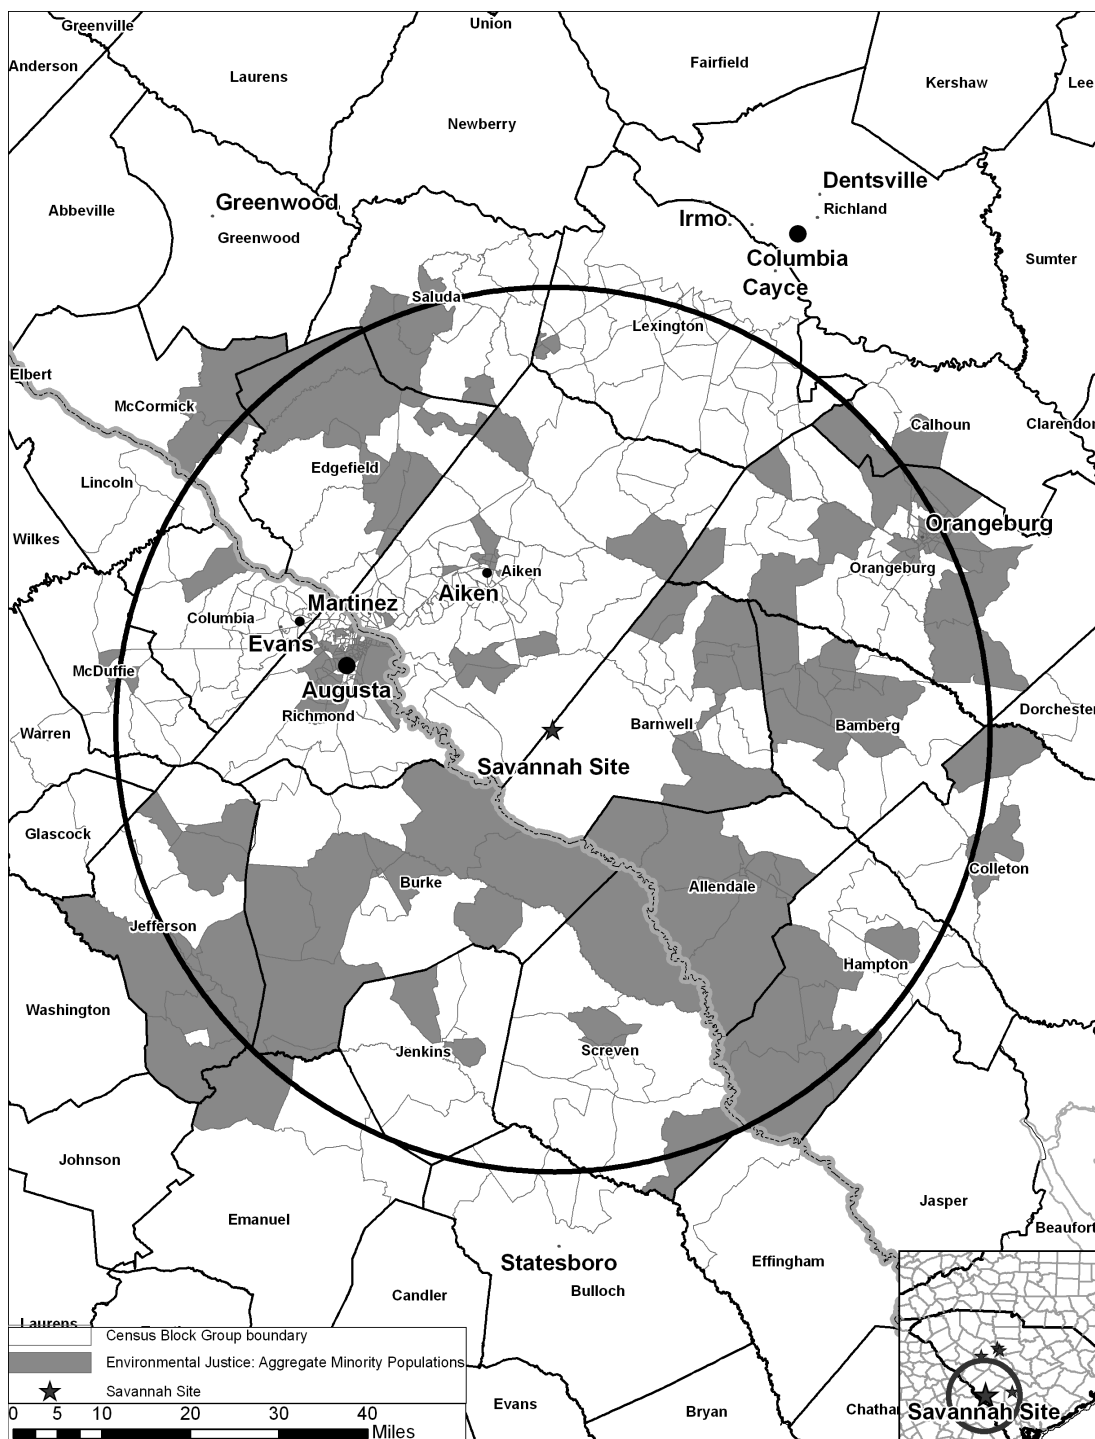 Greenville
Union
Anderson
Laurens
Fairfield
Kershaw
Lee
Newberry
Dentsville
Abbeville
Greenwood
Richland
Irmo
Greenwood
Columbia
Sumter
Cayce
Saluda
Lexington
Elbert
McCormick
Calhoun
Clarendon
Edgefield
Lincoln
Orangeburg
Wilkes
Orangeburg
Aiken
Aiken
Martinez
Columbia
Evans
McDuffie
Augusta
Richmond
Barnwell
Bamberg
Dorchester
Warren
Savannah Site
Glascock
Burke
Allendale
Colleton
Jefferson
Hampton
Washington
Jenkins
Screven
Johnson
Jasper
Emanuel
Beaufort
Statesboro
Effingham
Bulloch
Candler
Laurens
Census Block Group boundary
Environmental Justice: Aggregate Minority Populations
Savannah Site
Evans
Bryan
Chatha
Savannah Site
0 5 10 20 30 40
Miles